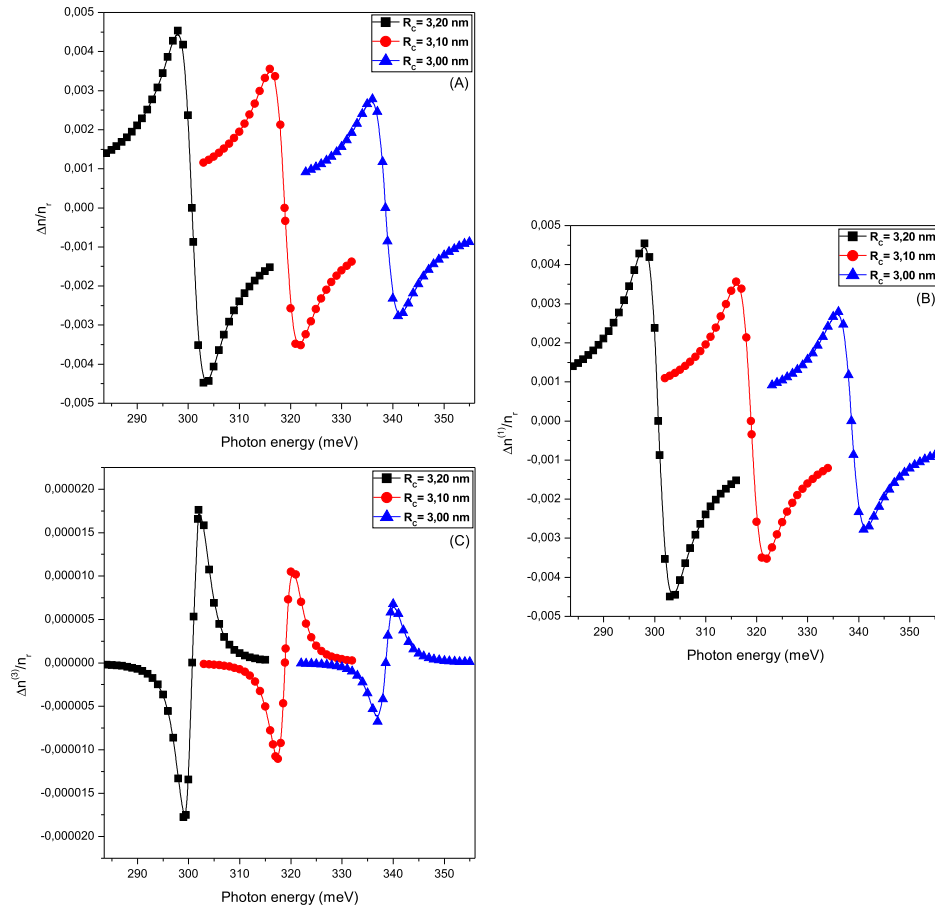 0,005
0,004
0,003
0,002
0,001
0,000
-0,001
-0,002
-0,003
-0,004
-0,005
Δn/n_r
R_C= 3,20 nm
R_C= 3,10 nm
R_C= 3,00 nm
(A)
290 300 310 320 330 340 350
Photon energy (meV)
0,005
0,004
0,003
0,002
0,001
0,000
-0,001
-0,002
-0,003
-0,004
-0,005
Δn^(1)/n_r
R_C= 3,20 nm
R_C= 3,10 nm
R_C= 3,00 nm
(B)
290 300 310 320 330 340 350
Photon energy (meV)
0,000020
0,000015
0,000010
0,000005
0,000000
-0,000005
-0,000010
-0,000015
-0,000020
Δn^(3)/n_r
R_C= 3,20 nm
R_C= 3,10 nm
R_C= 3,00 nm
(C)
290 300 310 320 330 340 350
Photon energy (meV)